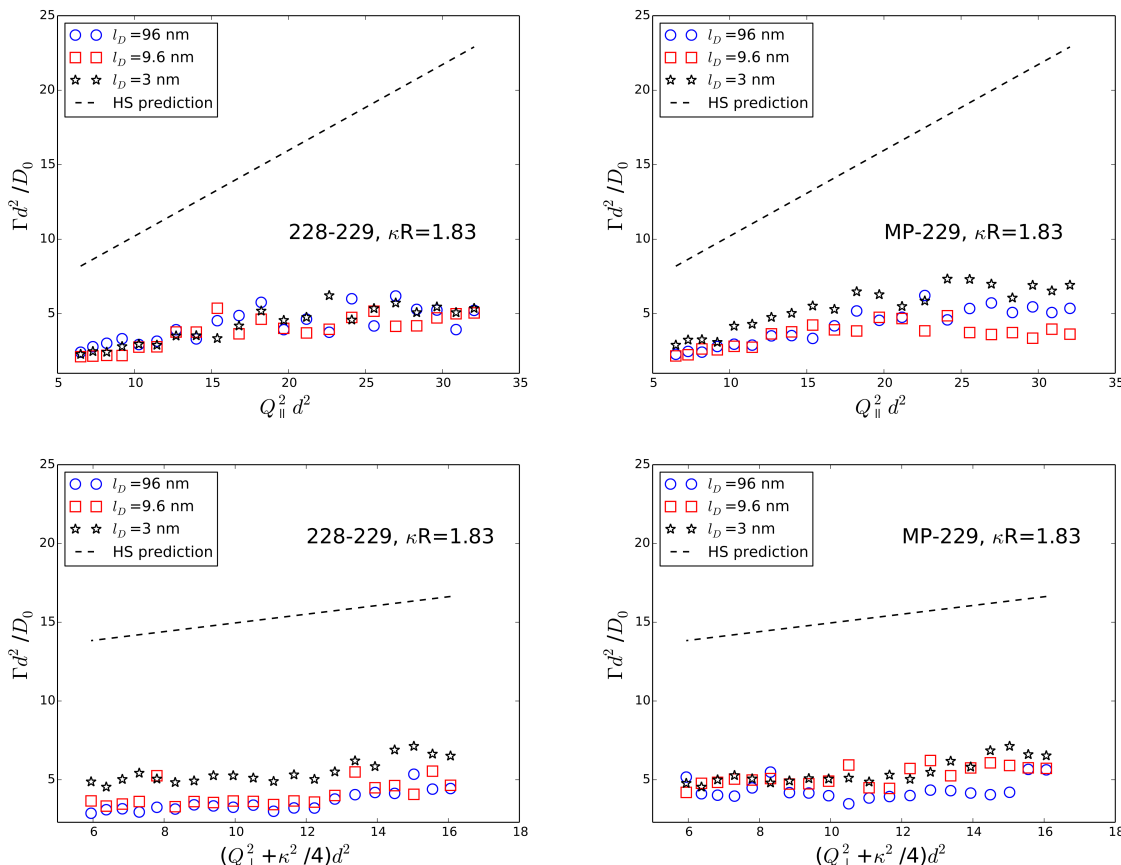 25
20
15
10
5
l_D=96 nm
l_D=9.6 nm
l_D=3 nm
HS prediction
228-229, κR=1.83
Γd²/D₀
5 10 15 20 25 30 35
Q∥² d²
25
20
15
10
5
l_D=96 nm
l_D=9.6 nm
l_D=3 nm
HS prediction
MP-229, κR=1.83
Γd²/D₀
5 10 15 20 25 30 35
Q∥² d²
25
20
15
10
5
l_D=96 nm
l_D=9.6 nm
l_D=3 nm
HS prediction
228-229, κR=1.83
Γd²/D₀
6 8 10 12 14 16 18
(Q⊥²+κ²/4)d²
25
20
15
10
5
l_D=96 nm
l_D=9.6 nm
l_D=3 nm
HS prediction
MP-229, κR=1.83
Γd²/D₀
6 8 10 12 14 16 18
(Q⊥²+κ²/4)d²